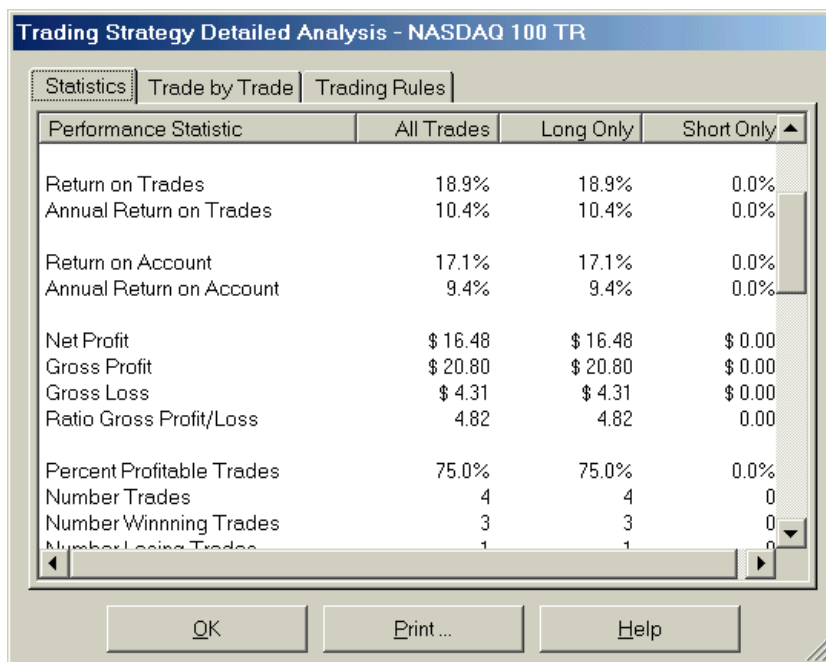 Trading Strategy Detailed Analysis - NASDAQ 100 TR
Statistics Trade by Trade Trading Rules
Performance Statistic All Trades Long Only Short Only
Return on Trades 18.9% 18.9% 0.0%
Annual Return on Trades 10.4% 10.4% 0.0%
Return on Account 17.1% 17.1% 0.0%
Annual Return on Account 9.4% 9.4% 0.0%
Net Profit $ 16.48 $ 16.48 $ 0.00
Gross Profit $ 20.80 $ 20.80 $ 0.00
Gross Loss $ 4.31 $ 4.31 $ 0.00
Ratio Gross Profit/Loss 4.82 4.82 0.00
Percent Profitable Trades 75.0% 75.0% 0.0%
Number Trades 4 4 0
Number Winnning Trades 3 3 0
Number Losing Trades 1 1 0
OK Print ... Help